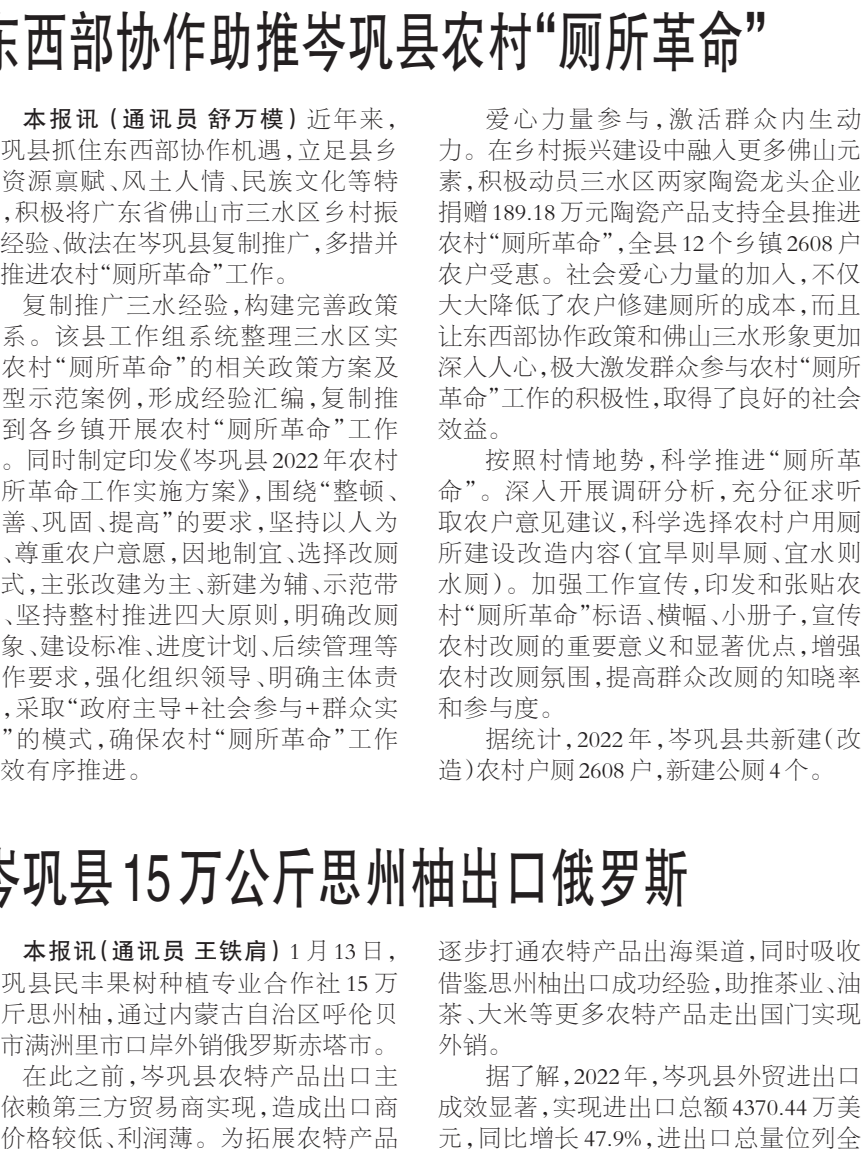 东西部协作助推岑巩县农村“厕所革命”
本报讯（通讯员 舒万模）近年来，
巩县抓住东西部协作机遇，立足县乡
资源禀赋、风土人情、民族文化等特
，积极将广东省佛山市三水区乡村振
经验、做法在岑巩县复制推广，多措并
推进农村“厕所革命”工作。
复制推广三水经验，构建完善政策
系。该县工作组系统整理三水区实
农村“厕所革命”的相关政策方案及
型示范案例，形成经验汇编，复制推
到各乡镇开展农村“厕所革命”工作
。同时制定印发《岑巩县2022年农村
所革命工作实施方案》，围绕“整顿、
善、巩固、提高”的要求，坚持以人为
、尊重农户意愿，因地制宜、选择改厕
式，主张改建为主、新建为辅、示范带
、坚持整村推进四大原则，明确改厕
象、建设标准、进度计划、后续管理等
作要求，强化组织领导、明确主体责
，采取“政府主导+社会参与+群众实
”的模式，确保农村“厕所革命”工作
效有序推进。
爱心力量参与，激活群众内生动
力。在乡村振兴建设中融入更多佛山元
素，积极动员三水区两家陶瓷龙头企业
捐赠189.18万元陶瓷产品支持全县推进
农村“厕所革命”，全县12个乡镇2608户
农户受惠。社会爱心力量的加入，不仅
大大降低了农户修建厕所的成本，而且
让东西部协作政策和佛山三水形象更加
深入人心，极大激发群众参与农村“厕所
革命”工作的积极性，取得了良好的社会
效益。
按照村情地势，科学推进“厕所革
命”。深入开展调研分析，充分征求听
取农户意见建议，科学选择农村户用厕
所建设改造内容（宜旱则旱厕、宜水则
水厕）。加强工作宣传，印发和张贴农
村“厕所革命”标语、横幅、小册子，宣传
农村改厕的重要意义和显著优点，增强
农村改厕氛围，提高群众改厕的知晓率
和参与度。
据统计，2022年，岑巩县共新建（改
造）农村户厕2608户，新建公厕4个。
岑巩县15万公斤思州柚出口俄罗斯
本报讯（通讯员 王铁肩）1月13日，
巩县民丰果树种植专业合作社15万
斤思州柚，通过内蒙古自治区呼伦贝
市满洲里市口岸外销俄罗斯赤塔市。
在此之前，岑巩县农特产品出口主
依赖第三方贸易商实现，造成出口商
价格较低、利润薄。为拓展农特产品
逐步打通农特产品出海渠道，同时吸收
借鉴思州柚出口成功经验，助推茶业、油
茶、大米等更多农特产品走出国门实现
外销。
据了解，2022年，岑巩县外贸进出口
成效显著，实现进出口总额4370.44万美
元，同比增长47.9%，进出口总量位列全